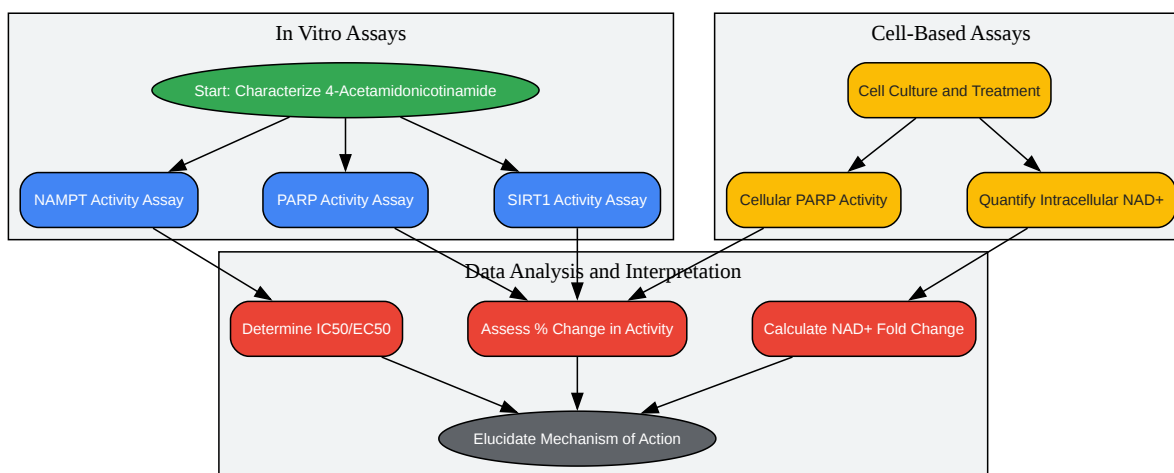 In Vitro Assays
Cell-Based Assays
Start: Characterize 4-Acetamidonicotinamide
Cell Culture and Treatment
NAMPT Activity Assay
PARP Activity Assay
SIRT1 Activity Assay
Cellular PARP Activity
Quantify Intracellular NAD+
Data Analysis and Interpretation
Determine IC50/EC50
Assess % Change in Activity
Calculate NAD+ Fold Change
Elucidate Mechanism of Action